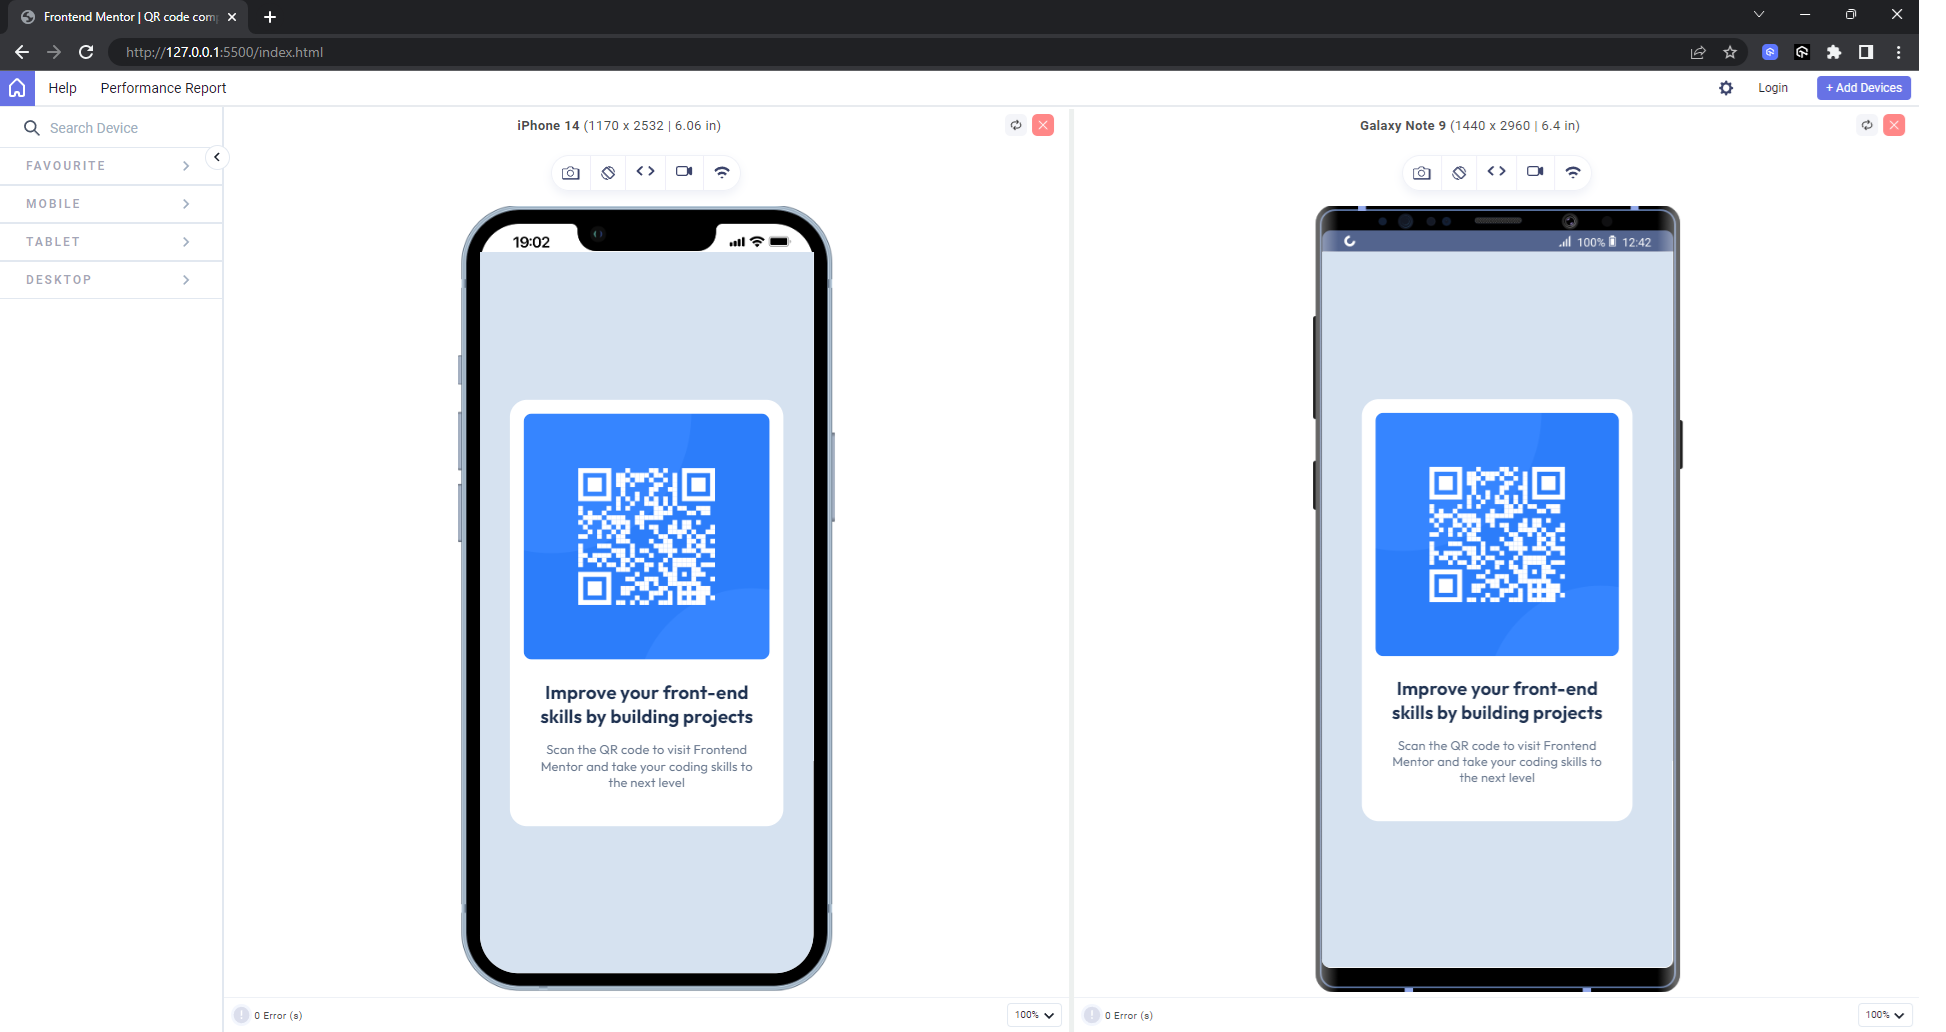 Frontend Mentor | QR code com
http://127.0.0.1:5500/index.html
Help
Performance Report
Login
+ Add Devices
Search Device
FAVOURITE
MOBILE
TABLET
DESKTOP
iPhone 14 (1170 x 2532 | 6.06 in)
19:02
Improve your front-end
skills by building projects
Scan the QR code to visit Frontend
Mentor and take your coding skills to
the next level
0 Error (s)
100%
Galaxy Note 9 (1440 x 2960 | 6.4 in)
100% 12:42
Improve your front-end
skills by building projects
Scan the QR code to visit Frontend
Mentor and take your coding skills to
the next level
0 Error (s)
100%